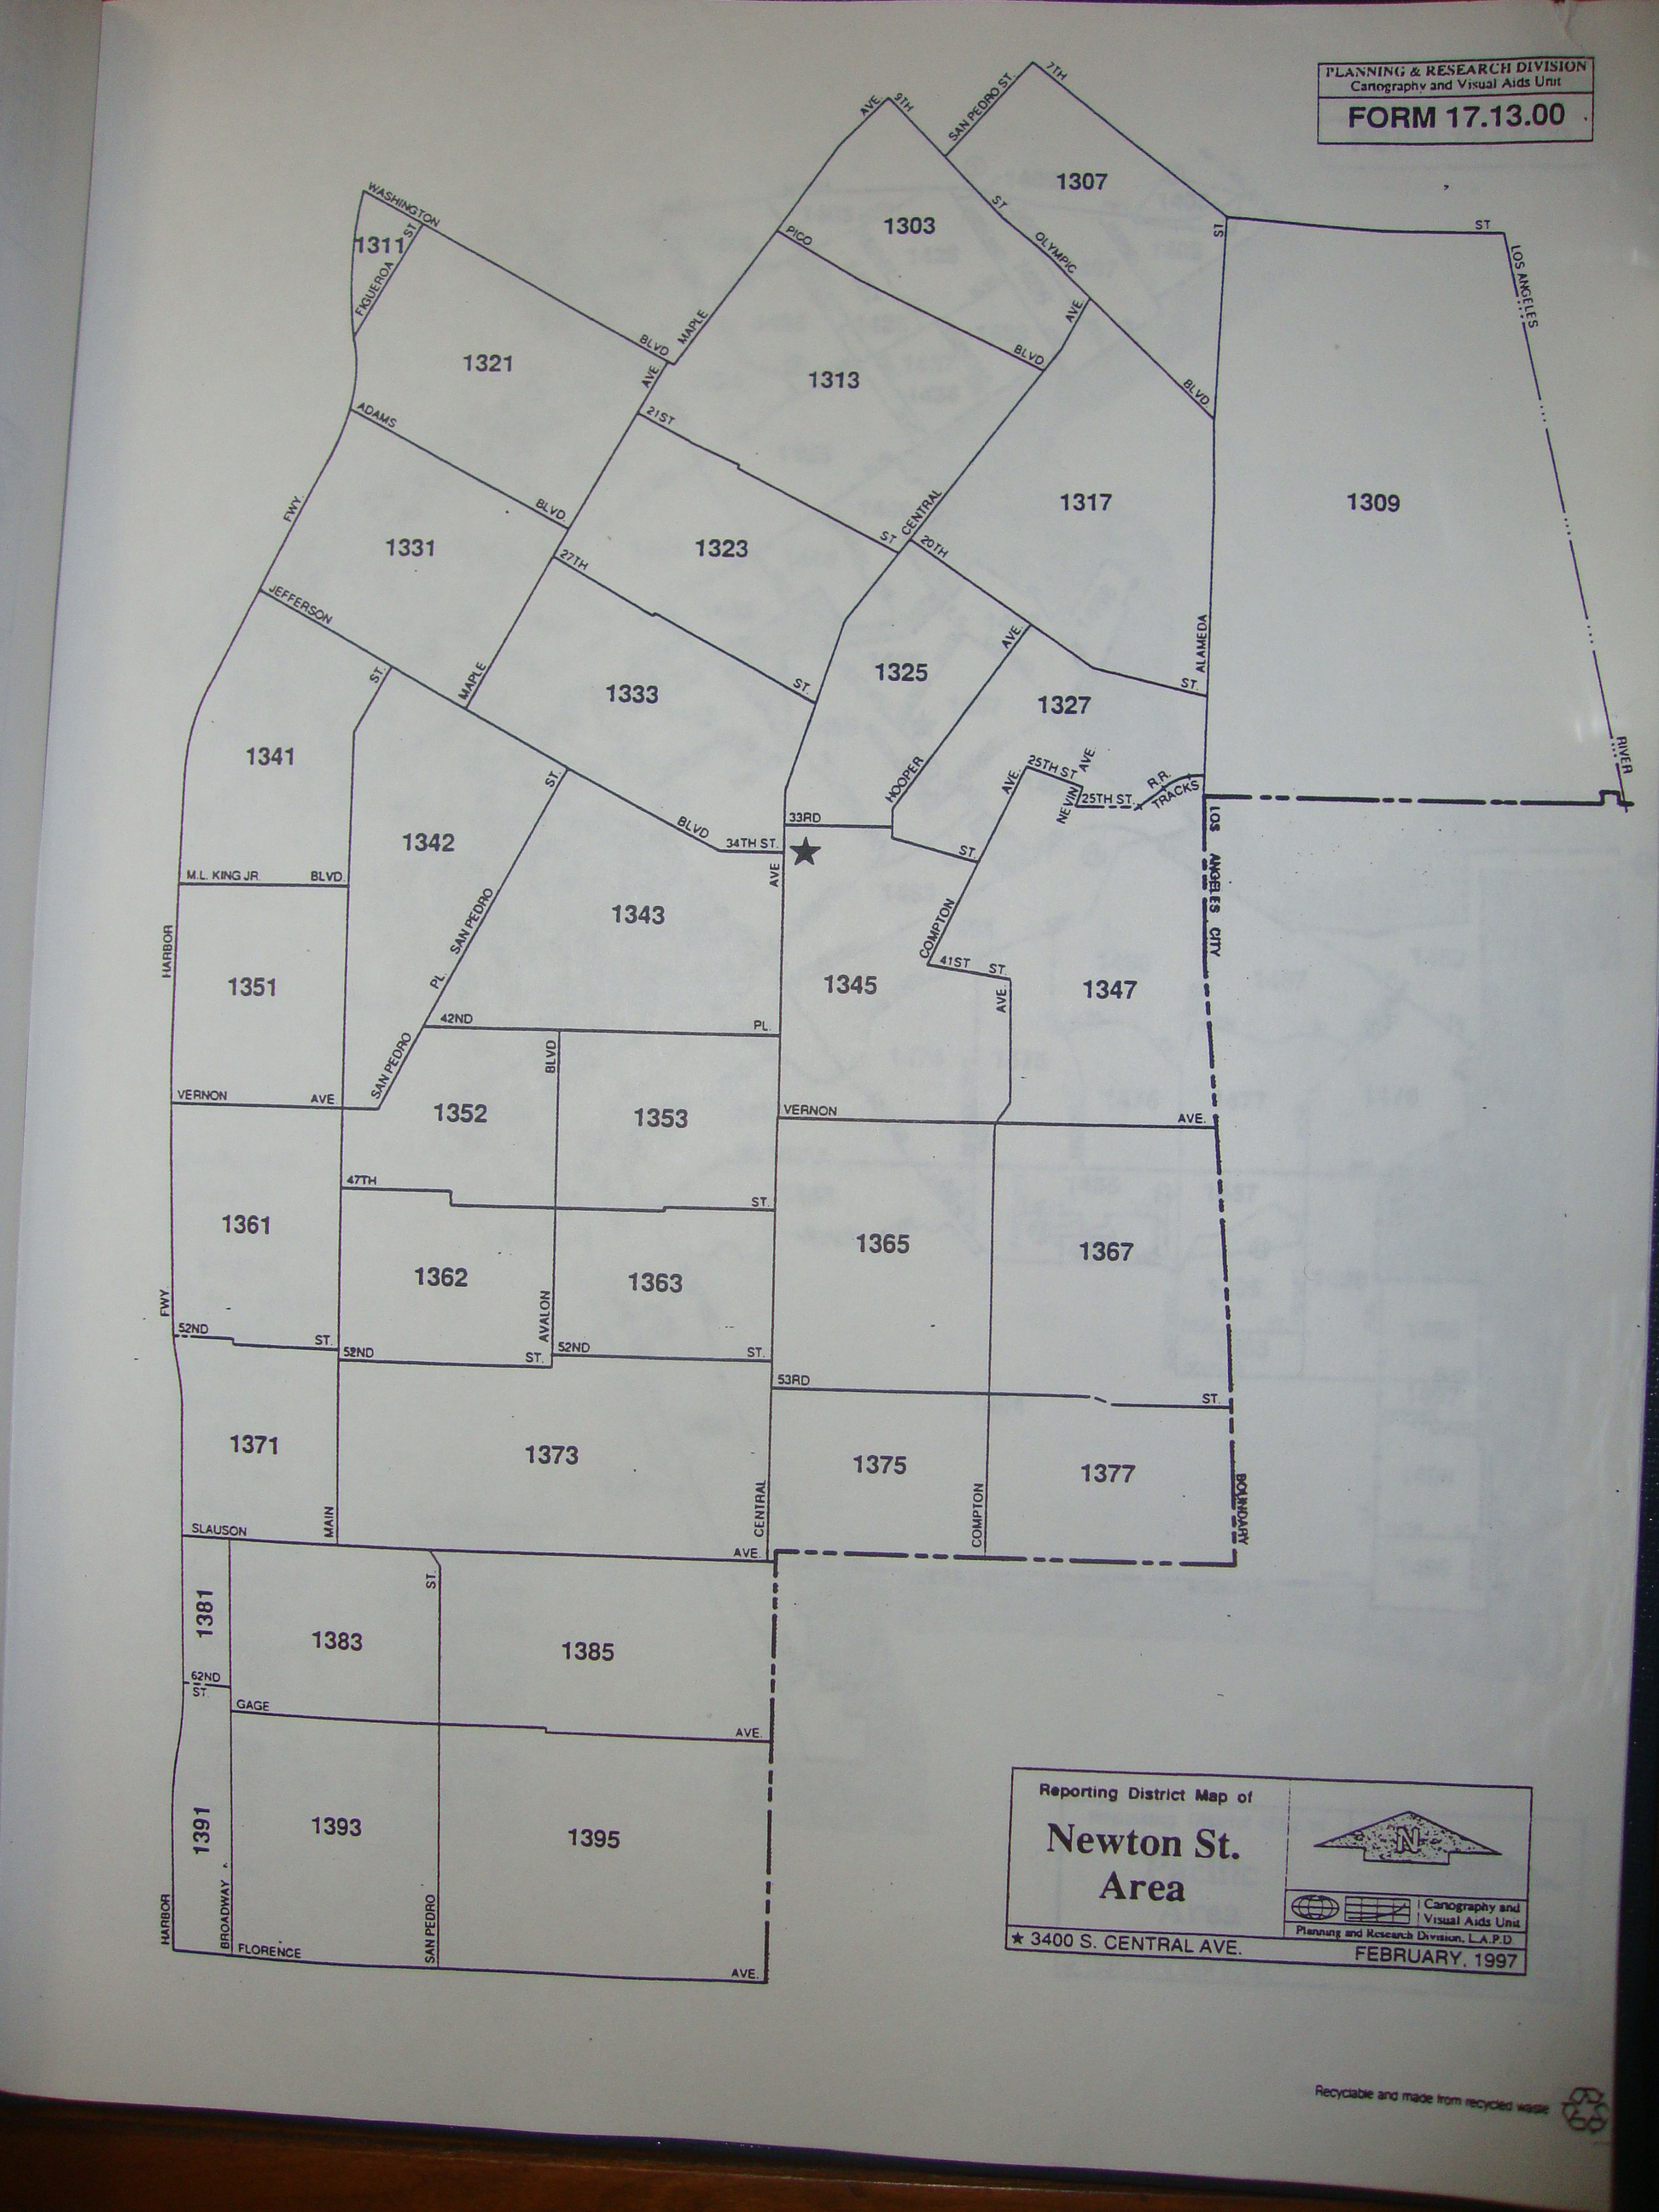 PLANNING & RESEARCH DIVISION
Cartography and Visual Aids Unit
FORM 17.13.00
7TH
SAN PEDRO ST.
AVE.
9TH
1307
ST
WASHINGTON
1303
ST
ST
1311
ST
PICO
OLYMPIC
LOS ANGELES
FIGUEROA
AVE.
MAPLE
BLVD
BLVD
1321
AVE.
1313
BLVD.
ADAMS
21ST
FWY.
BLVD.
CENTRAL
1317
1309
1331
1323
ST
20TH
27TH
JEFFERSON
AVE.
ALAMEDA
ST.
MAPLE
1333
ST.
1325
ST.
1327
1341
RIVER
ST.
HOOPER
AVE.
25TH ST
AVE.
NEVIN
25TH ST.
R.R.
TRACKS
33RD
BLVD
34TH ST.
ST.
1342
AVE
M.L. KING JR.
BLVD.
LOS ANGELES CITY
HARBOR
SAN PEDRO
1343
COMPTON
1351
PL.
1345
41ST
ST.
AVE.
1347
42ND
PL.
SAN PEDRO
BLVD
VERNON
AVE
1352
1353
VERNON
AVE.
47TH
ST.
1361
1362
1363
1365
1367
FWY.
AVALON
52ND
ST.
52ND
ST.
52ND
ST.
53RD
ST.
1371
1373
1375
1377
MAIN
CENTRAL
COMPTON
BOUNDARY
SLAUSON
AVE.
ST.
1381
1383
1385
62ND
ST.
GAGE
AVE.
1391
1393
1395
HARBOR
BROADWAY
SAN PEDRO
FLORENCE
AVE.
Reporting District Map of
Newton St.
Area
N
Cartography and
Visual Aids Unit
Planning and Research Division, L.A.P.D.
★ 3400 S. CENTRAL AVE.
FEBRUARY, 1997
Recyclable and made from recycled waste